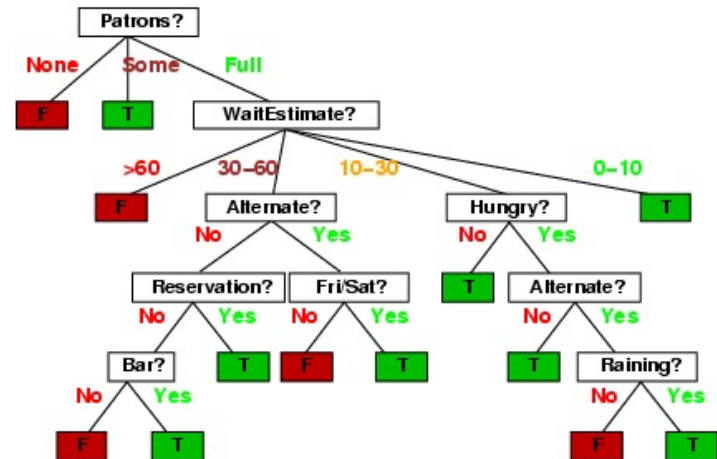 Patrons?
None Some Full
F T WaitEstimate?
>60 30–60 10–30 0–10
F Alternate? Hungry? T
No Yes No Yes
Reservation? Fri/Sat? T Alternate?
No Yes No Yes No Yes
Bar? T F T T Raining?
No Yes No Yes
F T F T